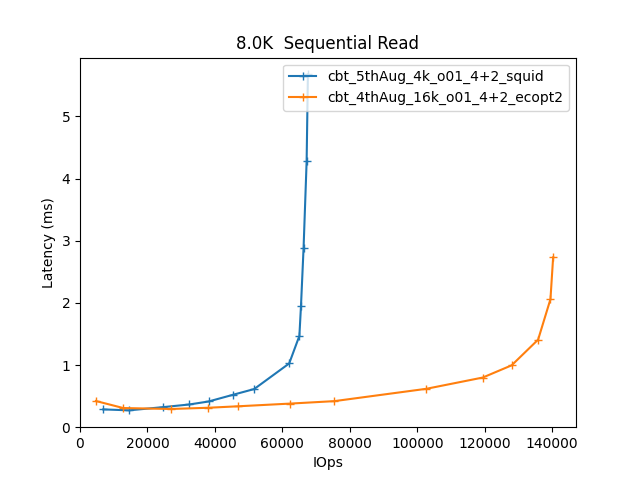 8.0K  Sequential Read
cbt_5thAug_4k_o01_4+2_squid
cbt_4thAug_16k_o01_4+2_ecopt2
Latency (ms)
5
4
3
2
1
0
0 20000 40000 60000 80000 100000 120000 140000
IOps